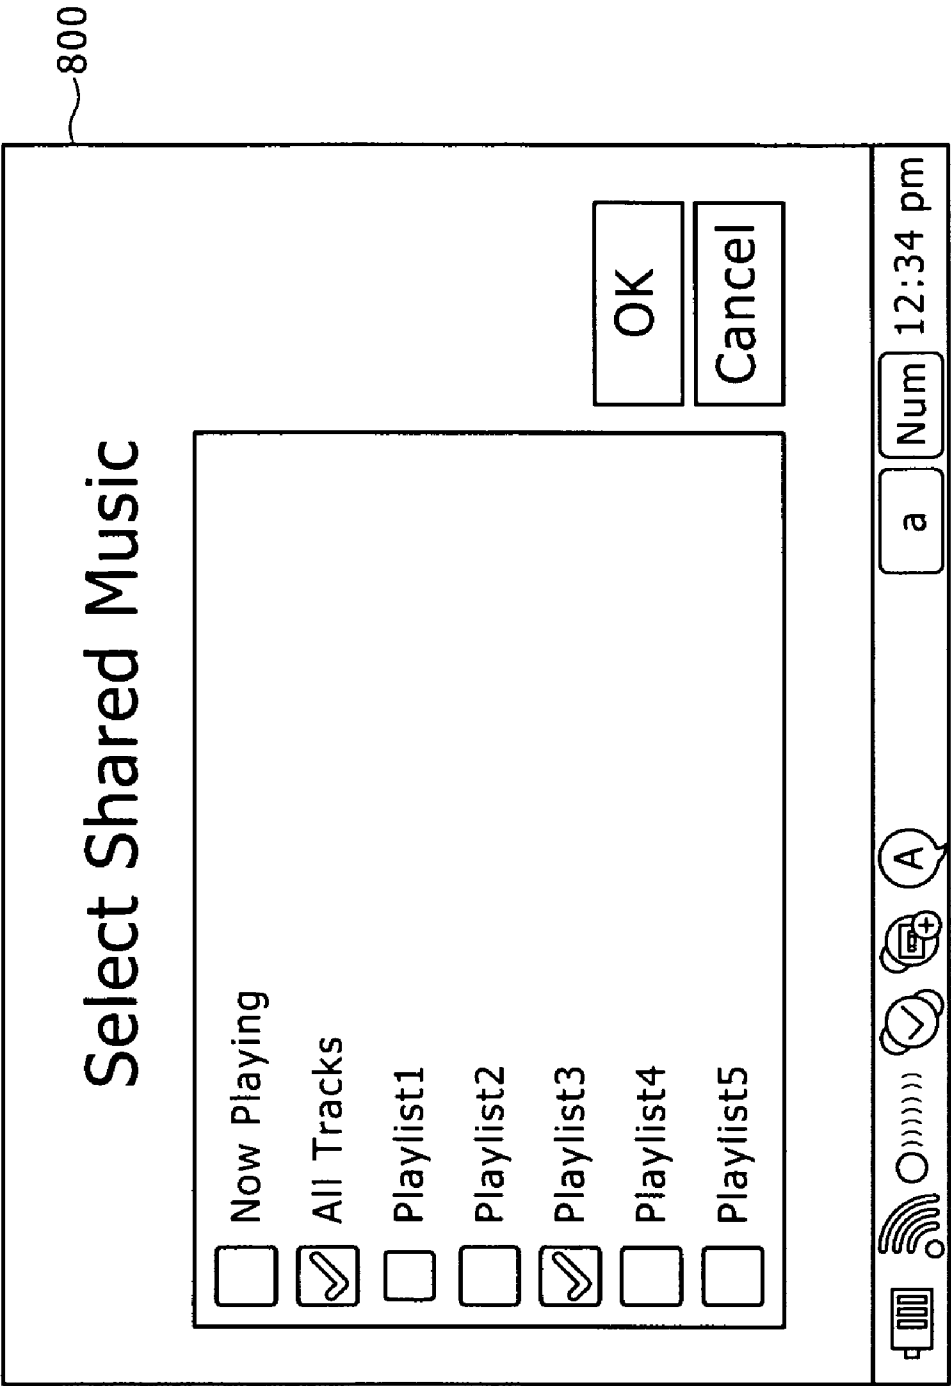 800
Select Shared Music
Now Playing
All Tracks
Playlist1
Playlist2
Playlist3
Playlist4
Playlist5
OK
Cancel
A
a
Num
12:34 pm